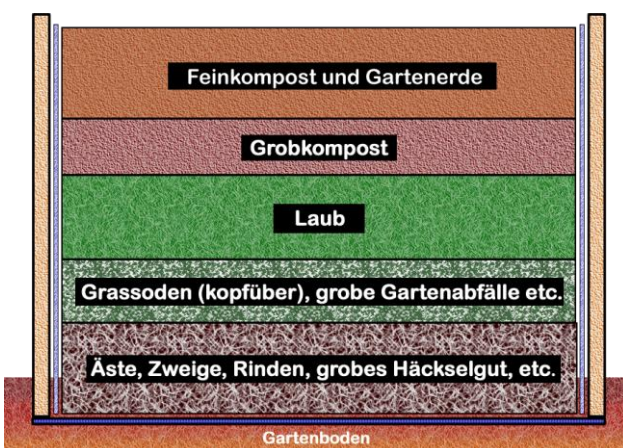 Feinkompost und Gartenerde
Grobkompost
Laub
Grassoden (kopfüber), grobe Gartenabfälle etc.
Äste, Zweige, Rinden, grobes Häckselgut, etc.
Gartenboden